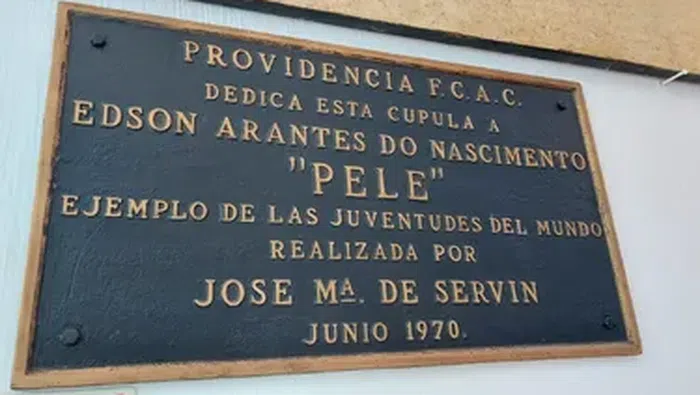 PROVIDENCIA F.C.A.C.
DEDICA ESTA CUPULA A
EDSON ARANTES DO NASCIMENTO
"PELE"
EJEMPLO DE LAS JUVENTUDES DEL MUNDO
REALIZADA POR
JOSE Mª. DE SERVIN
JUNIO 1970.